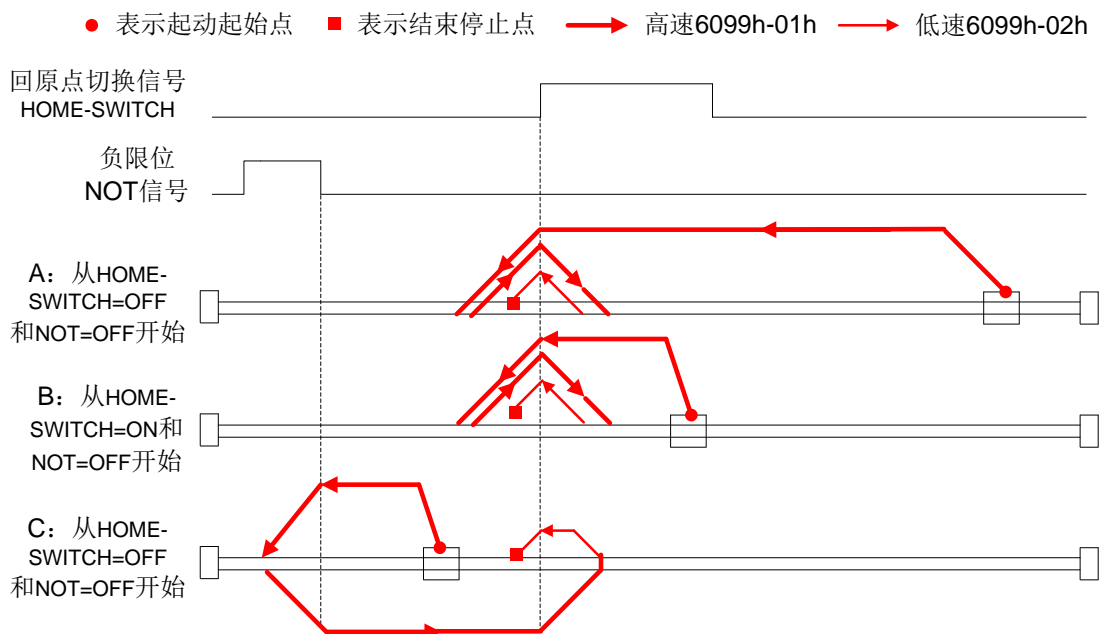 表示起动起始点
表示结束停止点
高速6099h-01h
低速6099h-02h
回原点切换信号
HOME-SWITCH
负限位
NOT信号
A：从HOME-
SWITCH=OFF
和NOT=OFF开始
B：从HOME-
SWITCH=ON和
NOT=OFF开始
C：从HOME-
SWITCH=OFF
和NOT=OFF开始